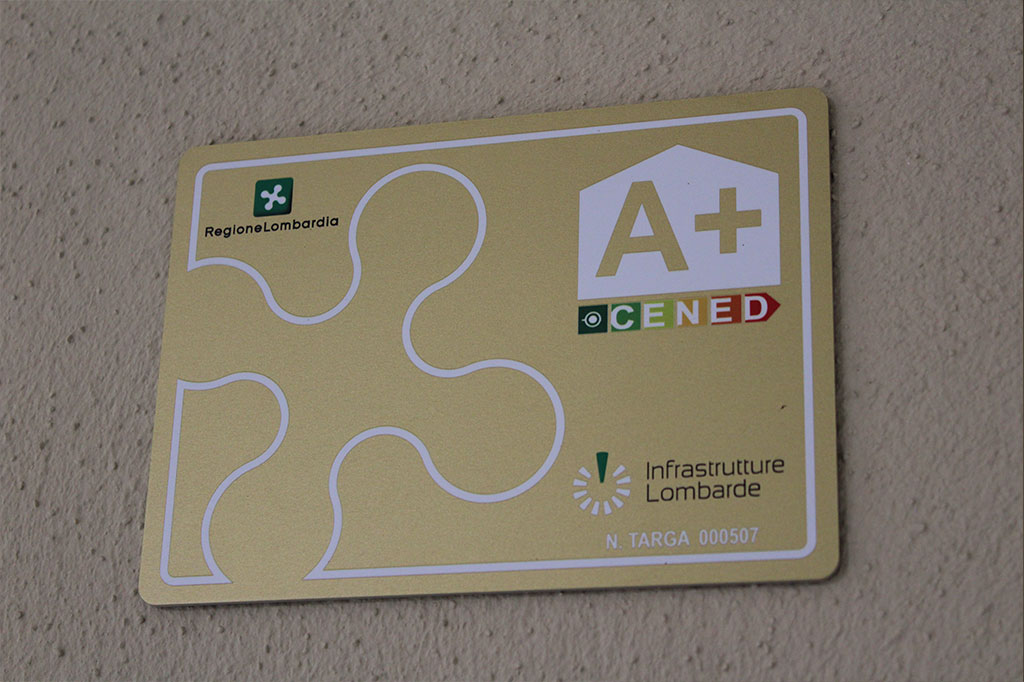 RegioneLombardia
A+
CENED
Infrastrutture
Lombarde
N. TARGA 000507